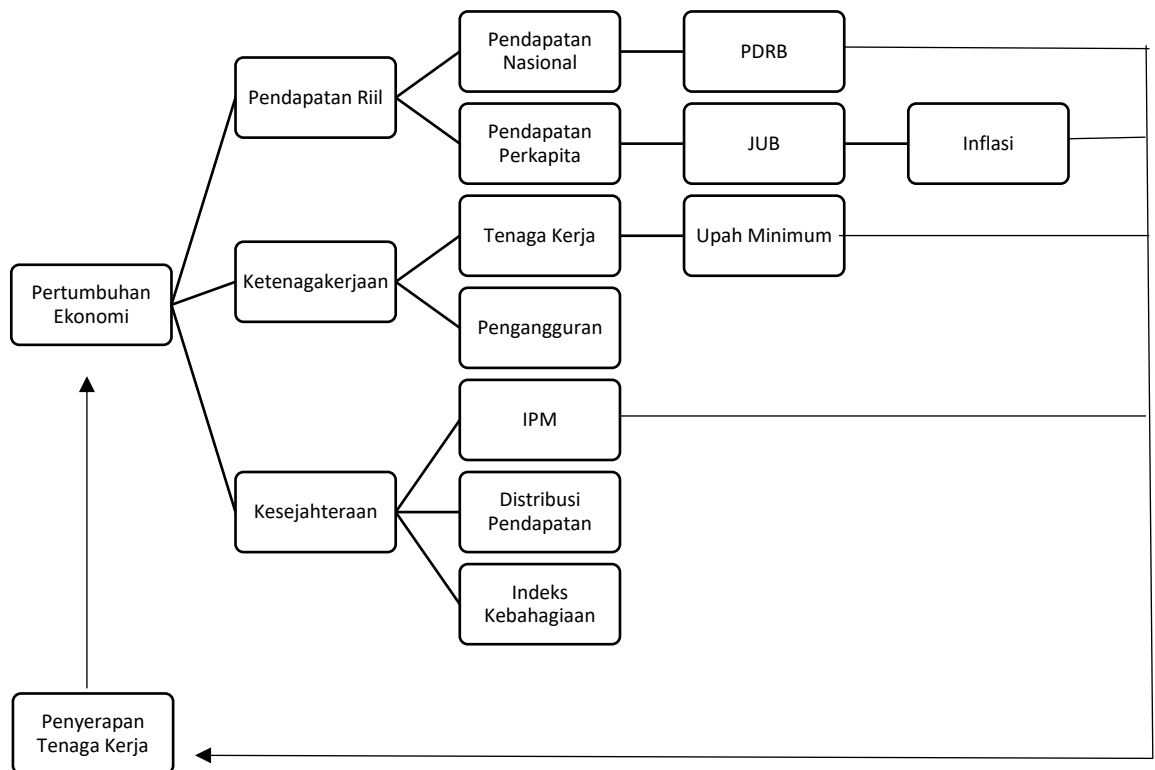 Pendapatan
Nasional
PDRB
Pendapatan Riil
Pendapatan
Perkapita
JUB
Inflasi
Tenaga Kerja
Upah Minimum
Pertumbuhan
Ekonomi
Ketenagakerjaan
Pengangguran
IPM
Kesejahteraan
Distribusi
Pendapatan
Indeks
Kebahagiaan
Penyerapan
Tenaga Kerja